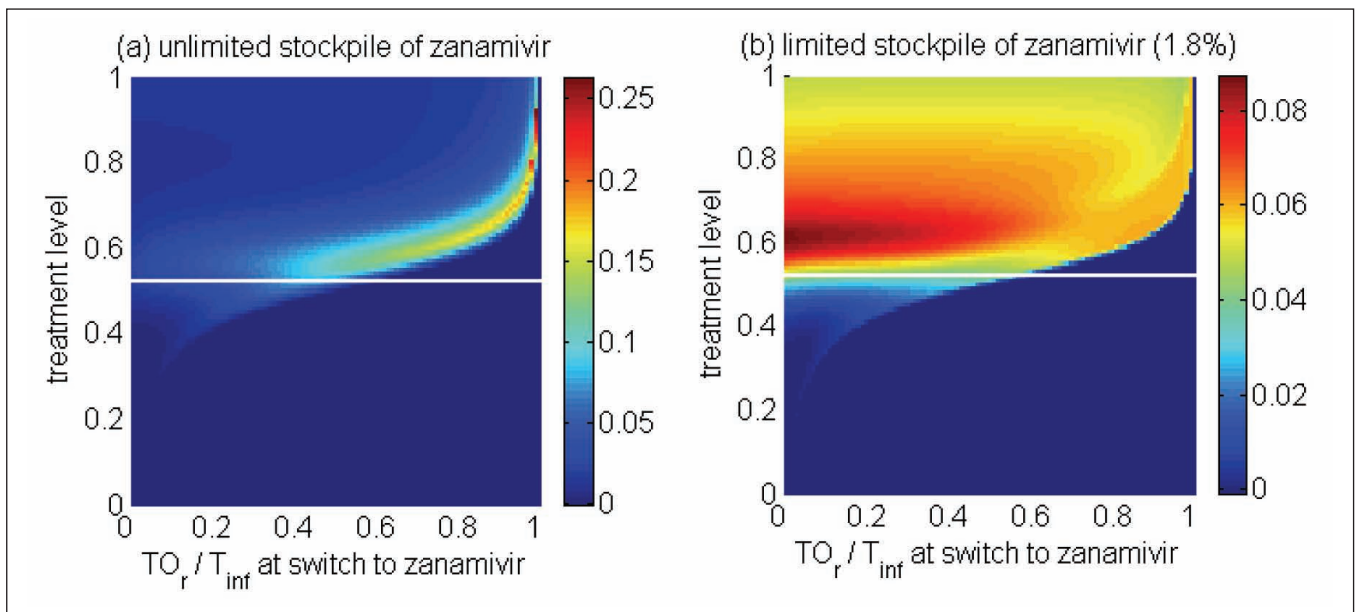 (a) unlimited stockpile of zanamivir
1
0.8
0.6
0.4
0.2
0
treatment level
0 0.2 0.4 0.6 0.8 1
TO_r / T_inf at switch to zanamivir
0.25
0.2
0.15
0.1
0.05
0
(b) limited stockpile of zanamivir (1.8%)
1
0.8
0.6
0.4
0.2
0
treatment level
0 0.2 0.4 0.6 0.8 1
TO_r / T_inf at switch to zanamivir
0.08
0.06
0.04
0.02
0